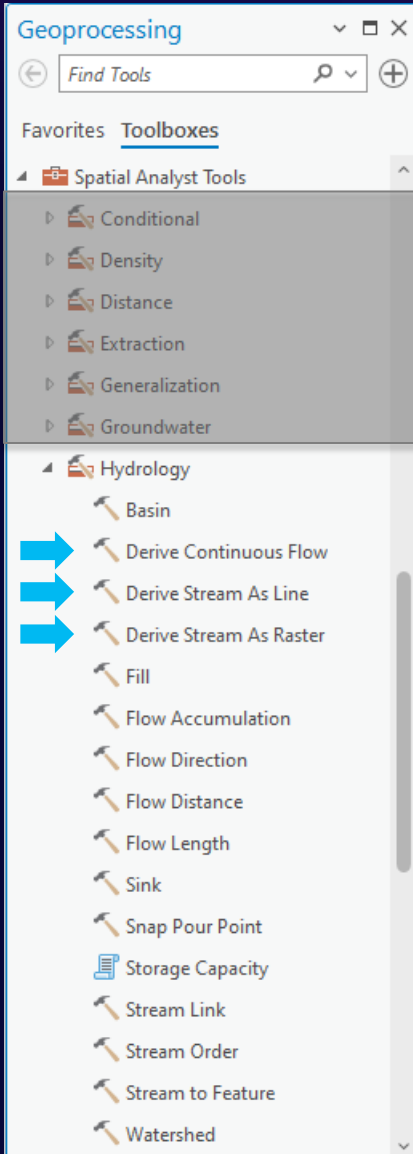 Geoprocessing
Find Tools
Favorites Toolboxes
Spatial Analyst Tools
Conditional
Density
Distance
Extraction
Generalization
Groundwater
Hydrology
Basin
Derive Continuous Flow
Derive Stream As Line
Derive Stream As Raster
Fill
Flow Accumulation
Flow Direction
Flow Distance
Flow Length
Sink
Snap Pour Point
Storage Capacity
Stream Link
Stream Order
Stream to Feature
Watershed